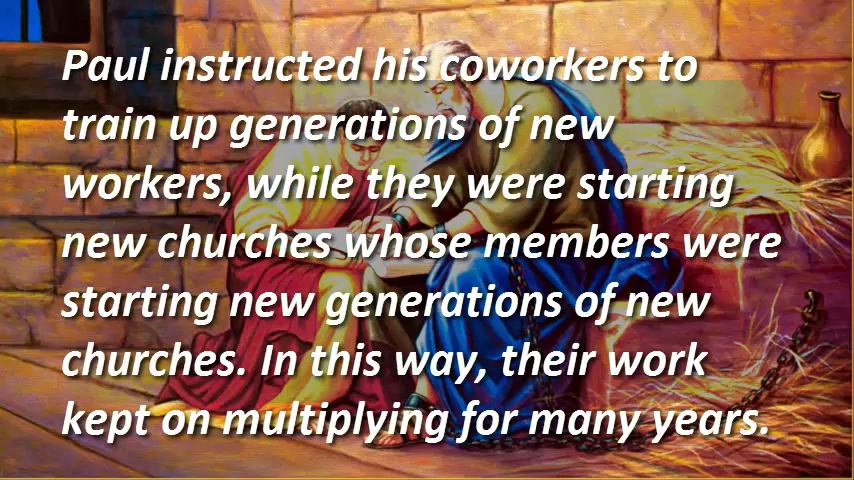 Paul instructed his coworkers to
train up generations of new
workers, while they were starting
new churches whose members were
starting new generations of new
churches. In this way, their work
kept on multiplying for many years.